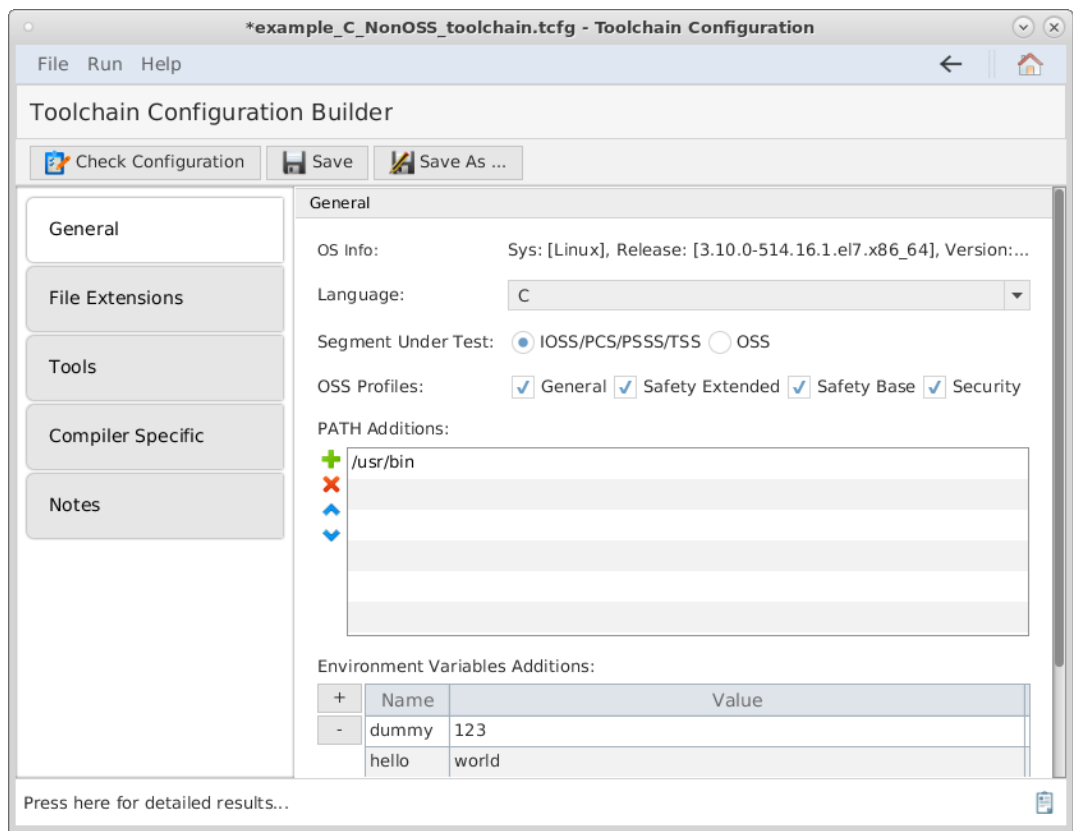 *example_C_NonOSS_toolchain.tcfg - Toolchain Configuration
File Run Help
Toolchain Configuration Builder
Check Configuration Save Save As ...
General
File Extensions
Tools
Compiler Specific
Notes
General
OS Info: Sys: [Linux], Release: [3.10.0-514.16.1.el7.x86_64], Version:...
Language: C
Segment Under Test: IOSS/PCS/PSSS/TSS OSS
OSS Profiles: General Safety Extended Safety Base Security
PATH Additions:
/usr/bin
Environment Variables Additions:
+ Name Value
- dummy 123
hello world
Press here for detailed results...